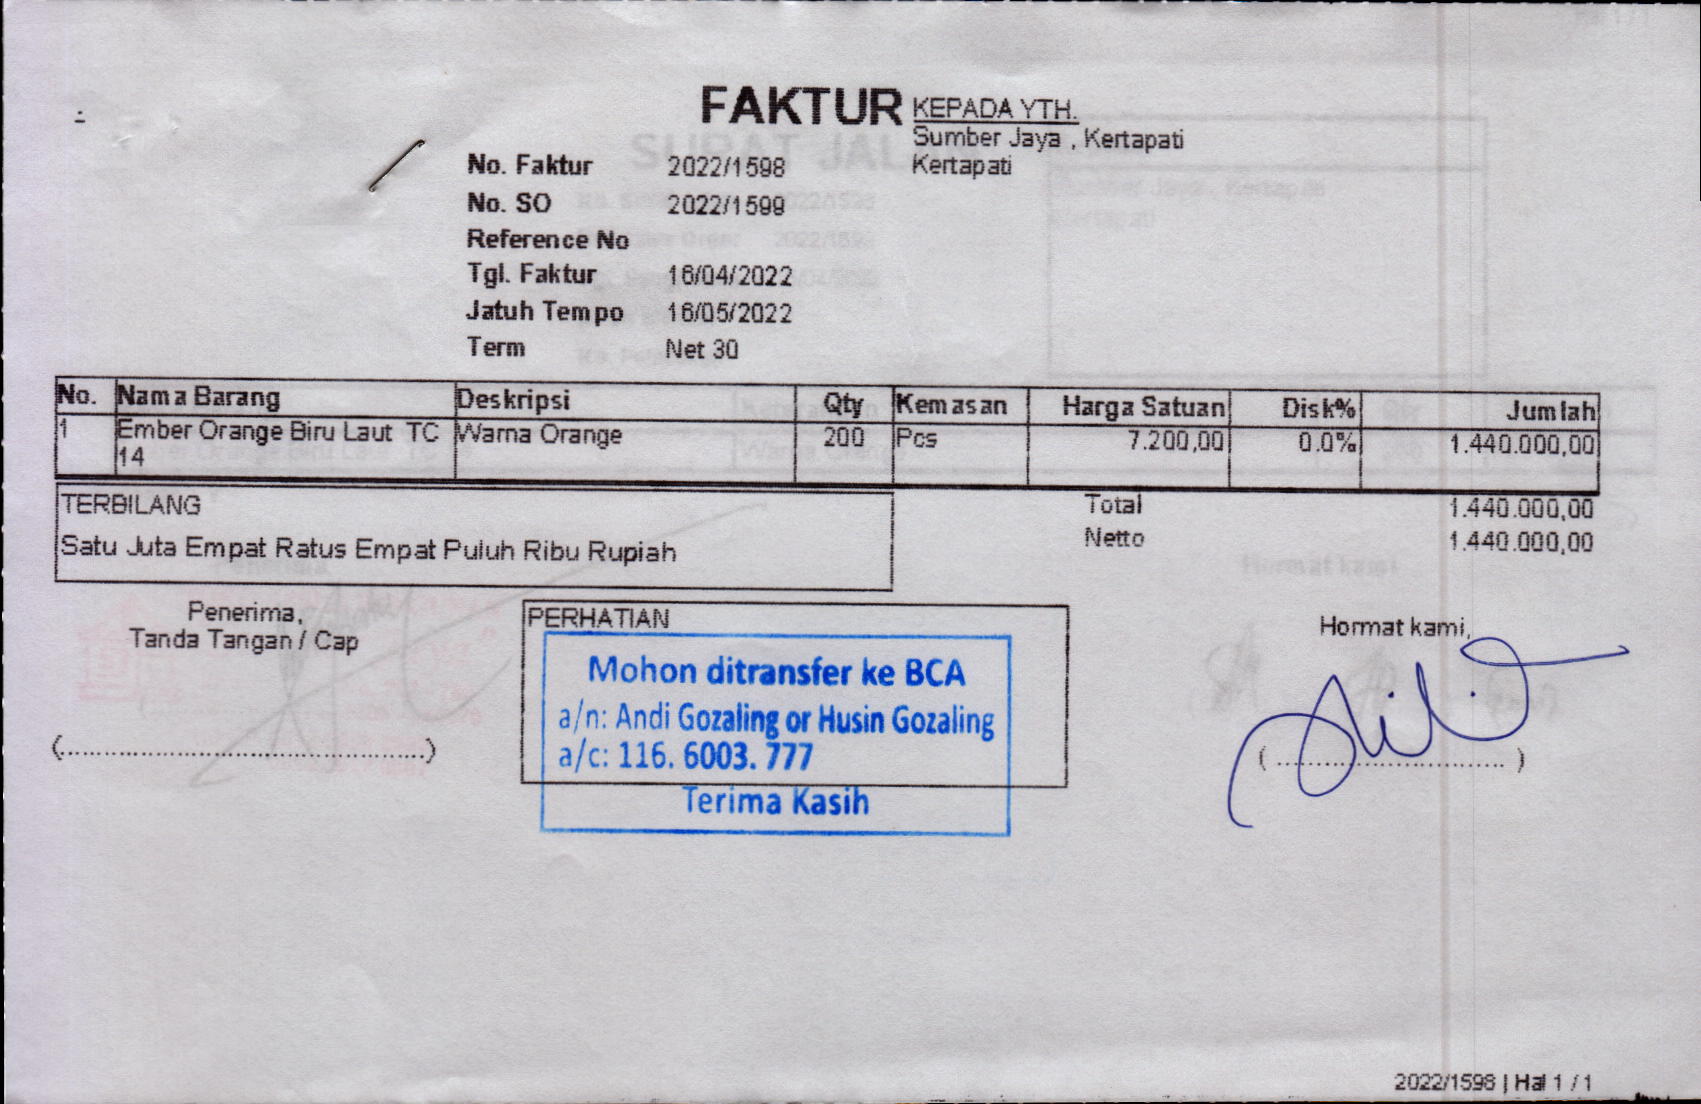 FAKTUR
KEPADA YTH.
Sumber Jaya , Kertapati
Kertapati
No. Faktur 2022/1598
No. SO 2022/1599
Reference No
Tgl. Faktur 16/04/2022
Jatuh Tempo 16/05/2022
Term Net 30
No. Nama Barang Deskripsi Qty Kemasan Harga Satuan Disk% Jumlah
1 Ember Orange Biru Laut TC Warna Orange 200 Pcs 7.200,00 0.0% 1.440.000,00
14
TERBILANG
Satu Juta Empat Ratus Empat Puluh Ribu Rupiah
Total 1.440.000,00
Netto 1.440.000,00
Penerima,
Tanda Tangan / Cap
(.................................................)
PERHATIAN
Mohon ditransfer ke BCA
a/n: Andi Gozaling or Husin Gozaling
a/c: 116. 6003. 777
Terima Kasih
Hormat kami,
( ............................... )
2022/1598 | Hal 1 / 1